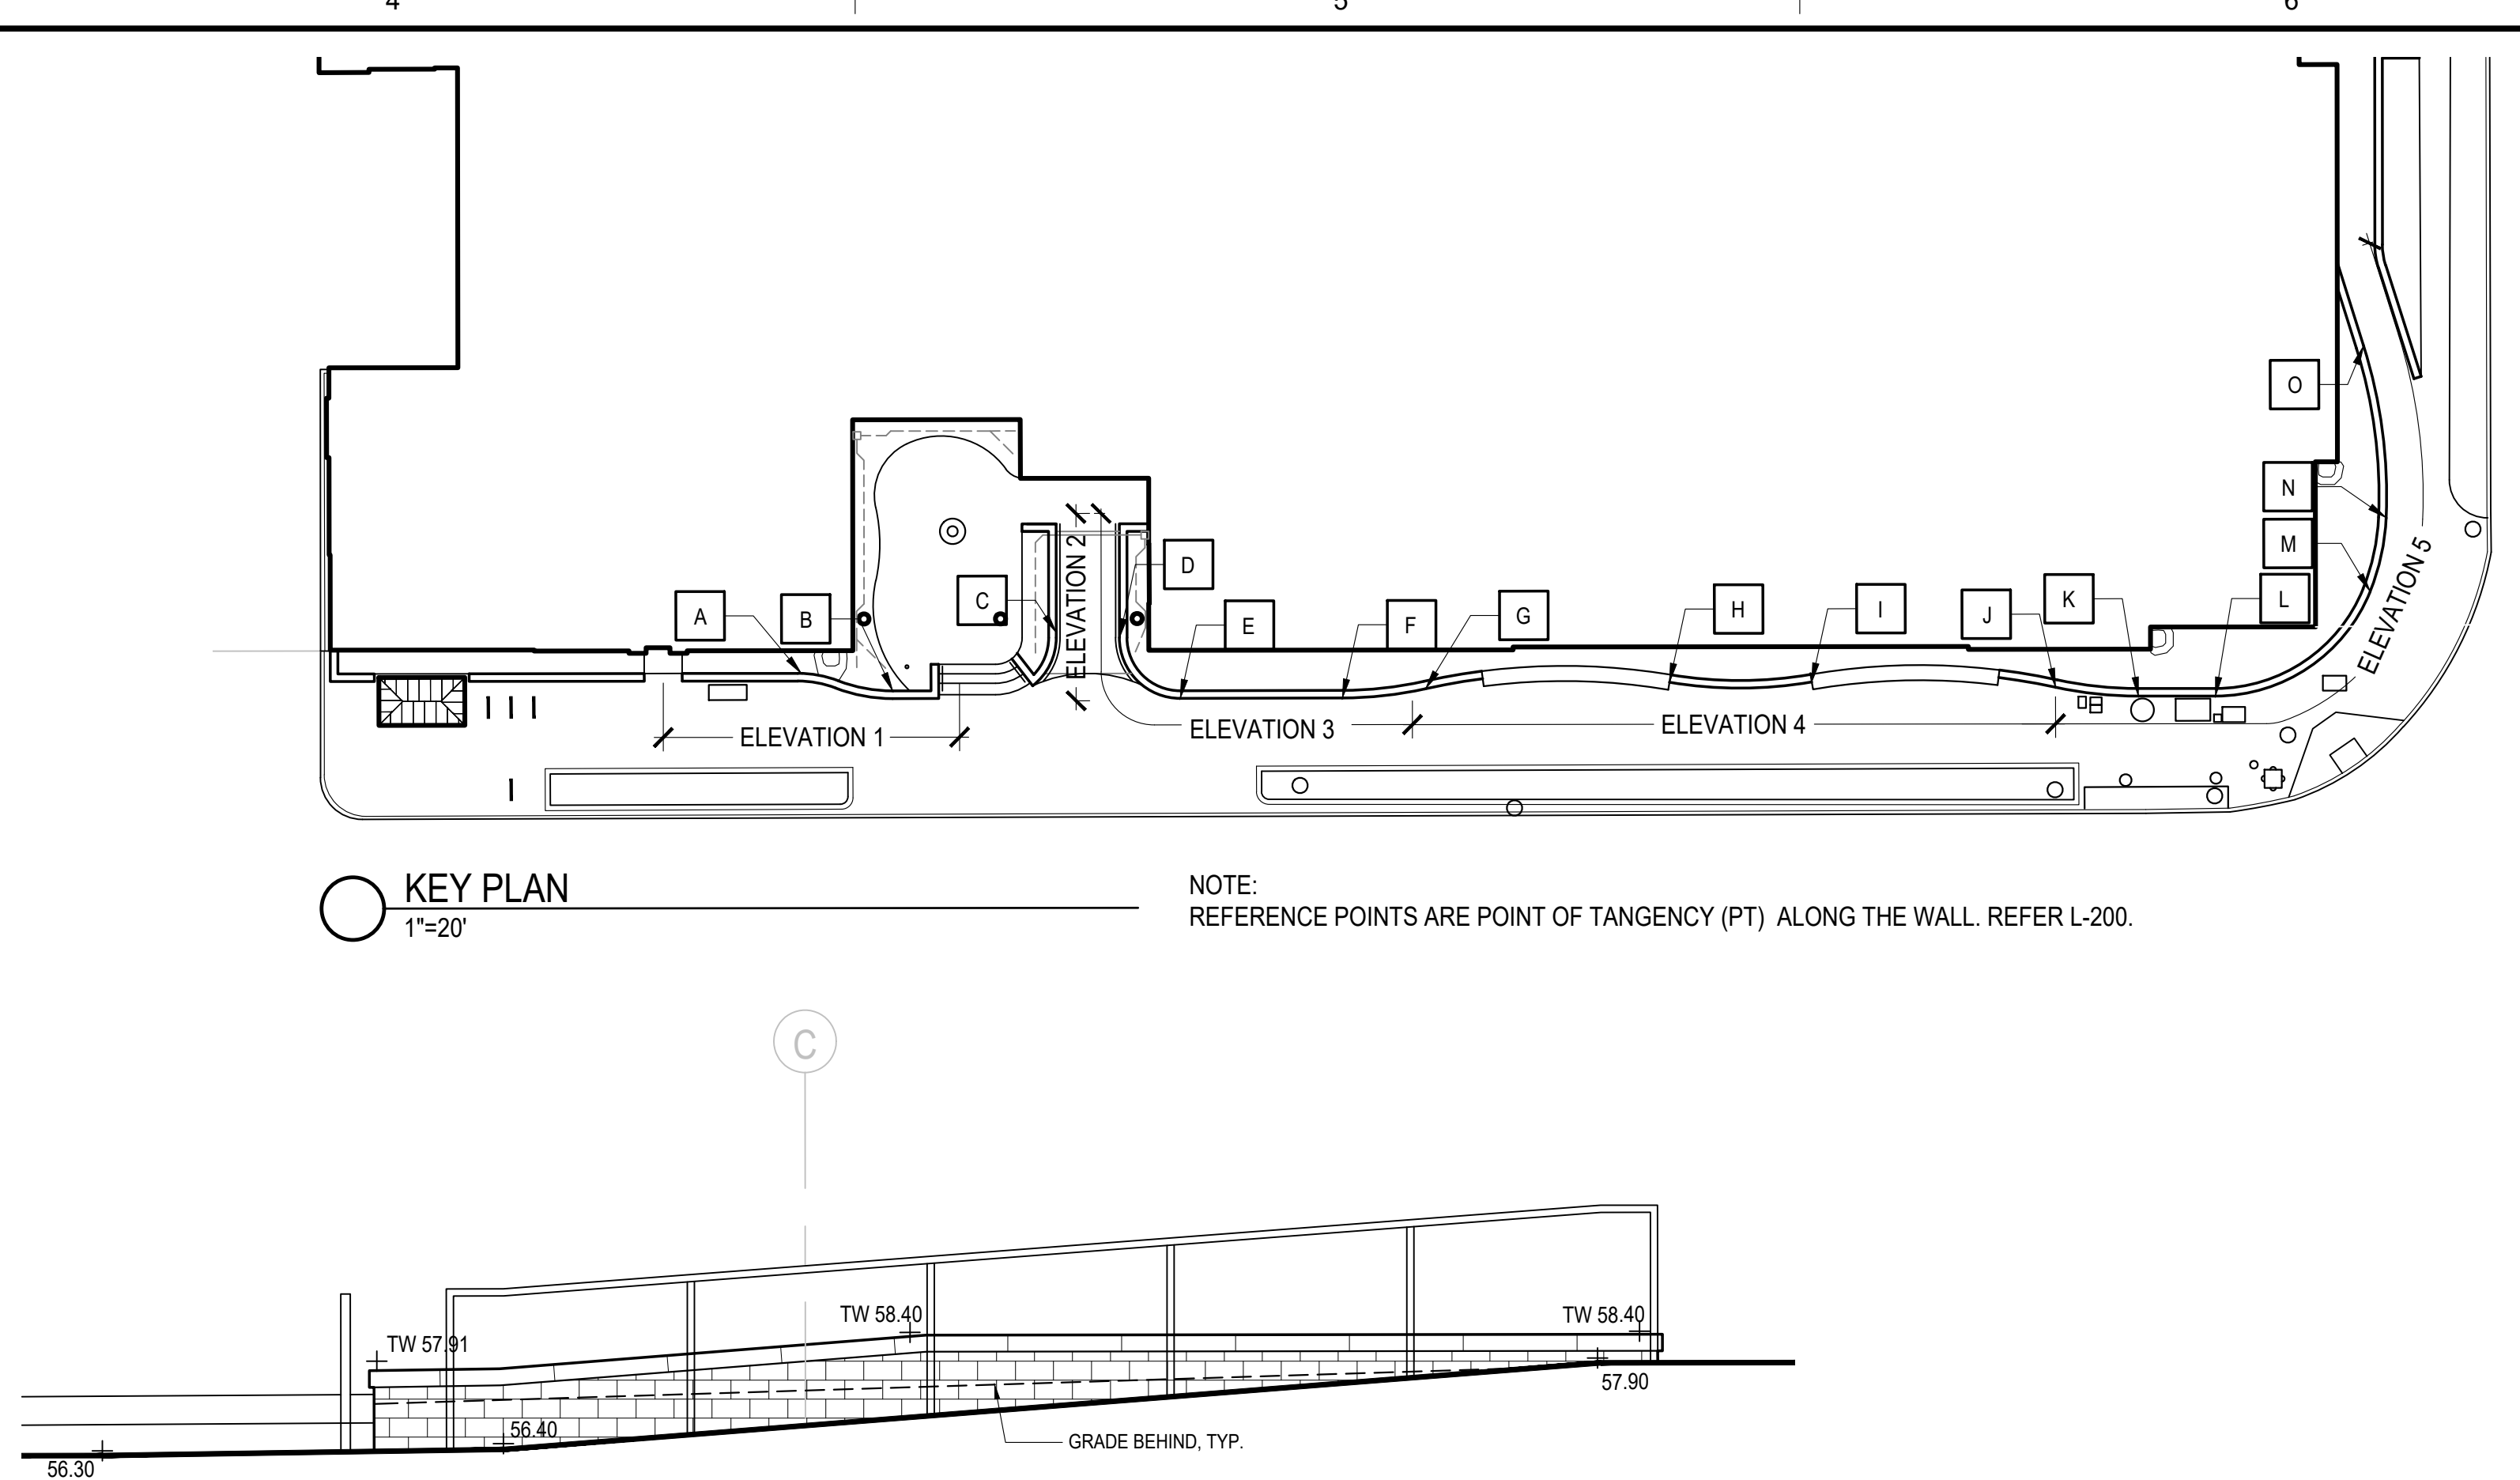 4 5 6
O
N
M
ELEVATION 5
L
K
J
I
H
G
F
E
D
ELEVATION 2
C
B
A
ELEVATION 1
ELEVATION 3
ELEVATION 4
KEY PLAN
1"=20'
NOTE:
REFERENCE POINTS ARE POINT OF TANGENCY (PT) ALONG THE WALL. REFER L-200.
C
TW 57.91
TW 58.40
TW 58.40
57.90
56.40
GRADE BEHIND, TYP.
56.30